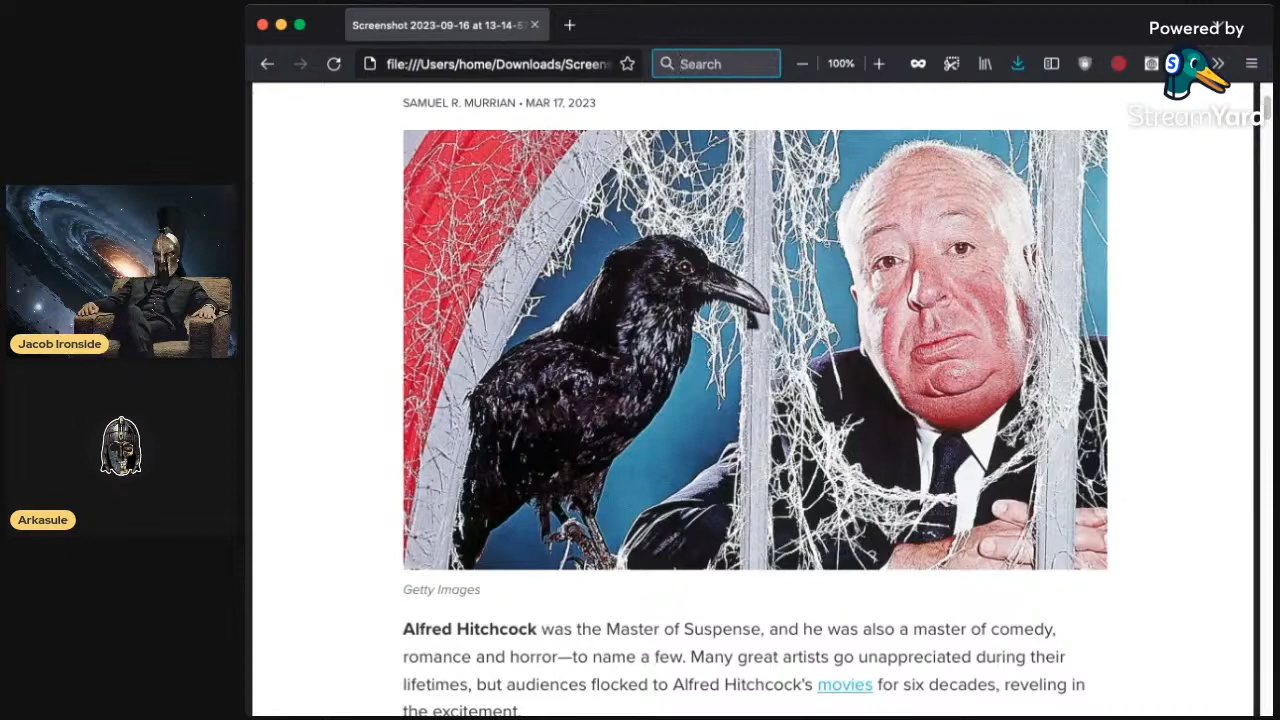 Screenshot 2023-09-16 at 13-14-5
Powered by
file:///Users/home/Downloads/Screens
Search
100%
StreamYard
SAMUEL R. MURRIAN • MAR 17, 2023
Jacob Ironside
Arkasule
Getty Images
Alfred Hitchcock was the Master of Suspense, and he was also a master of comedy,
romance and horror—to name a few. Many great artists go unappreciated during their
lifetimes, but audiences flocked to Alfred Hitchcock's movies for six decades, reveling in
the excitement.